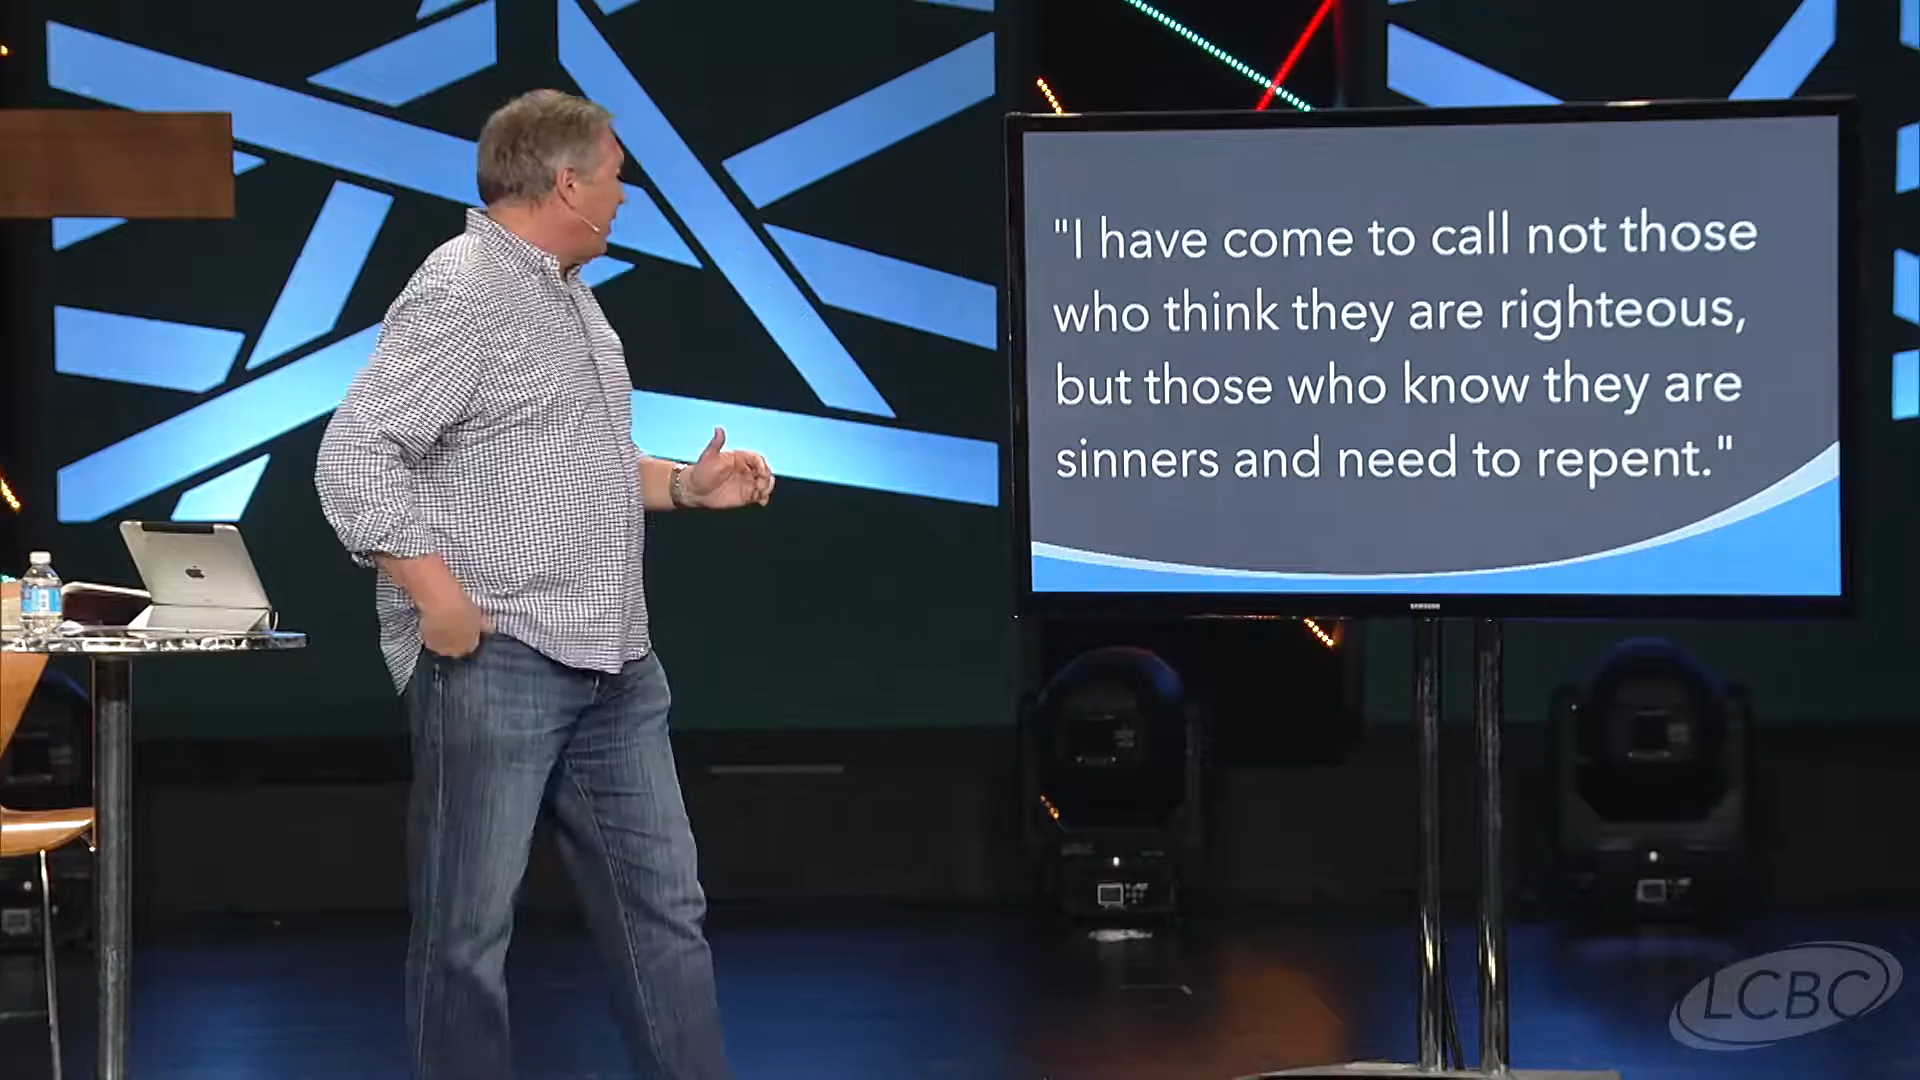 "I have come to call not those
who think they are righteous,
but those who know they are
sinners and need to repent."
SAMSUNG
LCBC